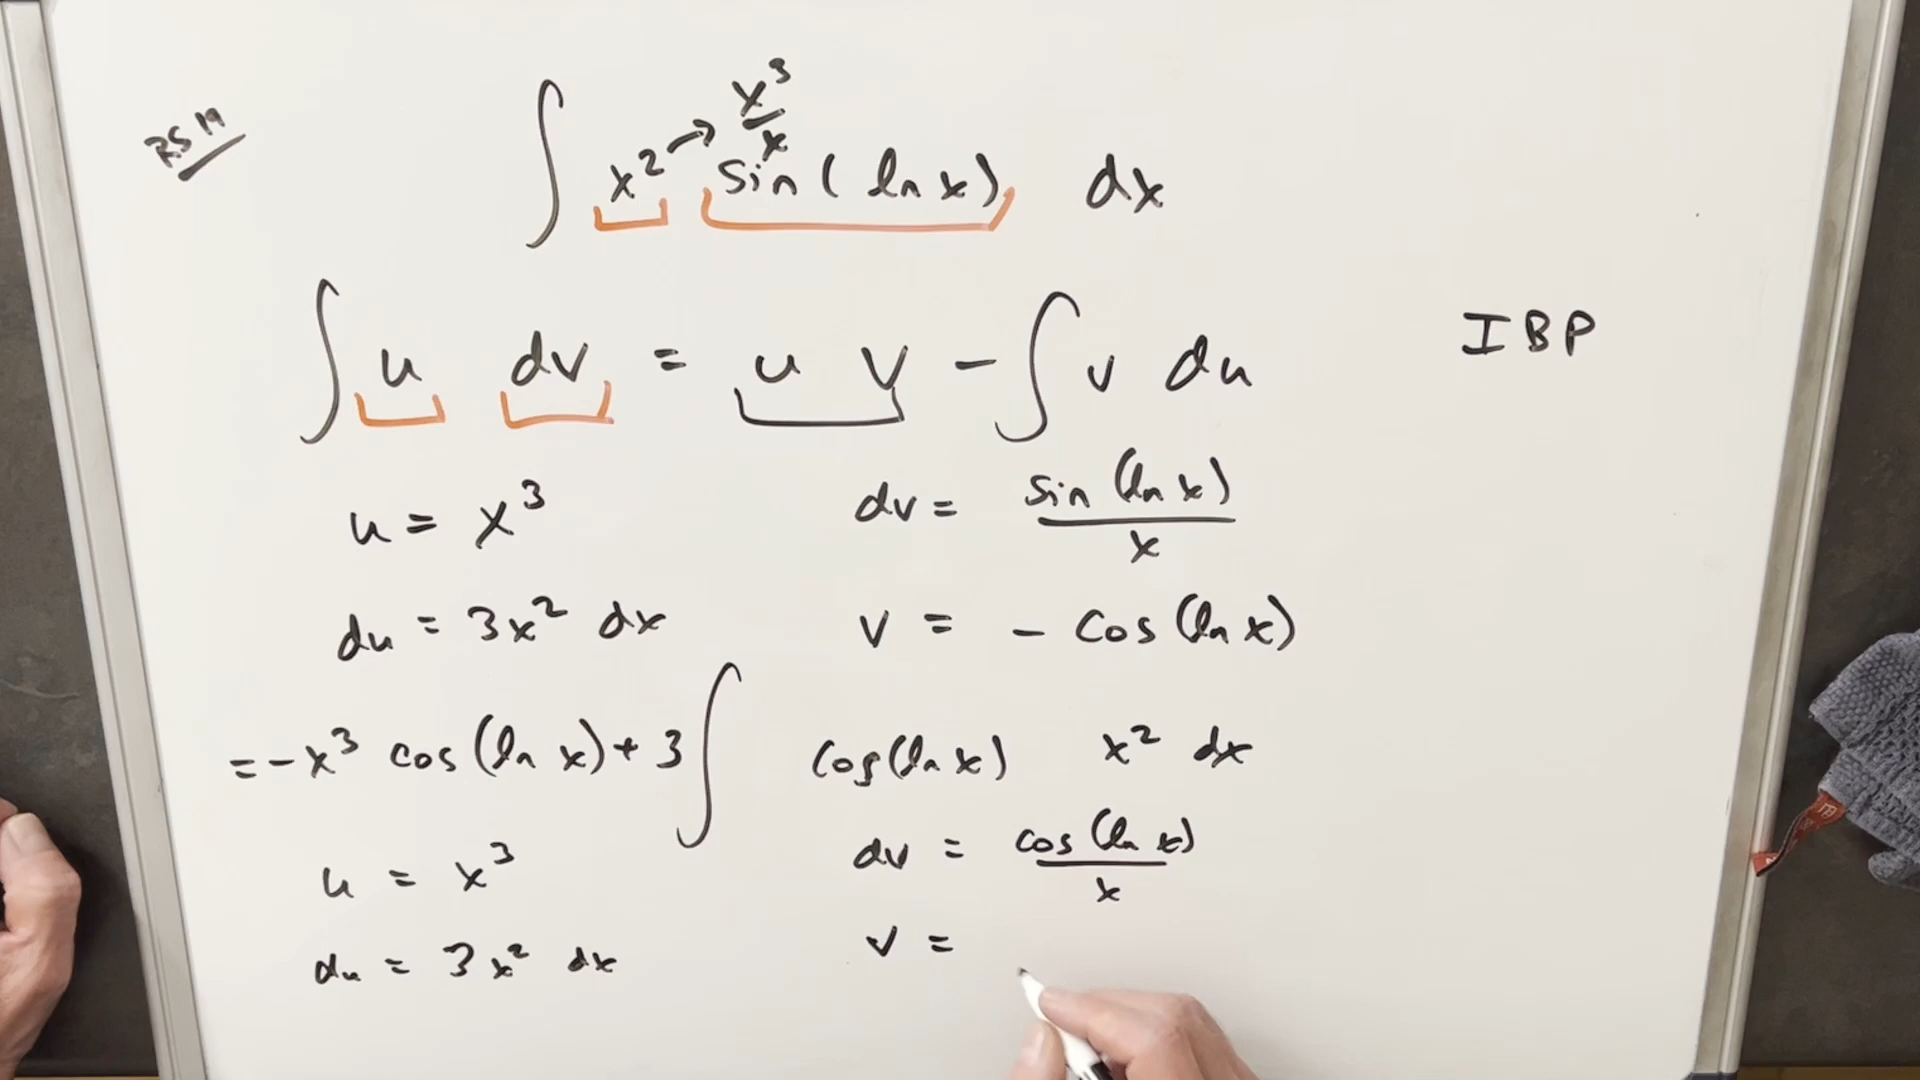 RS 19
x³/x
∫ x² → sin( ln x) dx
∫ u dv = u v - ∫ v du
IBP
u = x³
dv = sin (ln x)/x
du = 3x² dx
v = - cos (ln x)
= -x³ cos (ln x) + 3 ∫ cos(ln x) x² dx
u = x³
dv = cos (ln x)/x
du = 3x² dx
v =